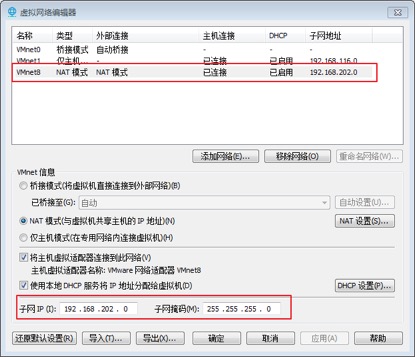 虚拟网络编辑器
名称 类型 外部连接 主机连接 DHCP 子网地址
VMnet0 桥接模式 自动桥接 - - -
VMnet1 仅主机... - 已连接 已启用 192.168.116.0
VMnet8 NAT 模式 NAT 模式 已连接 已启用 192.168.202.0
添加网络(E)... 移除网络(O) 重命名网络(W)...
VMnet 信息
桥接模式(将虚拟机直接连接到外部网络)(B)
已桥接至(G): 自动 自动设置(U)...
NAT 模式(与虚拟机共享主机的 IP 地址)(N) NAT 设置(S)...
仅主机模式(在专用网络内连接虚拟机)(H)
将主机虚拟适配器连接到此网络(V)
主机虚拟适配器名称: VMware 网络适配器 VMnet8
使用本地 DHCP 服务将 IP 地址分配给虚拟机(D) DHCP 设置(P)...
子网 IP (I): 192 .168 .202 . 0 子网掩码(M): 255 .255 .255 . 0
还原默认设置(R) 导入(T)... 导出(X)... 确定 取消 应用(A) 帮助